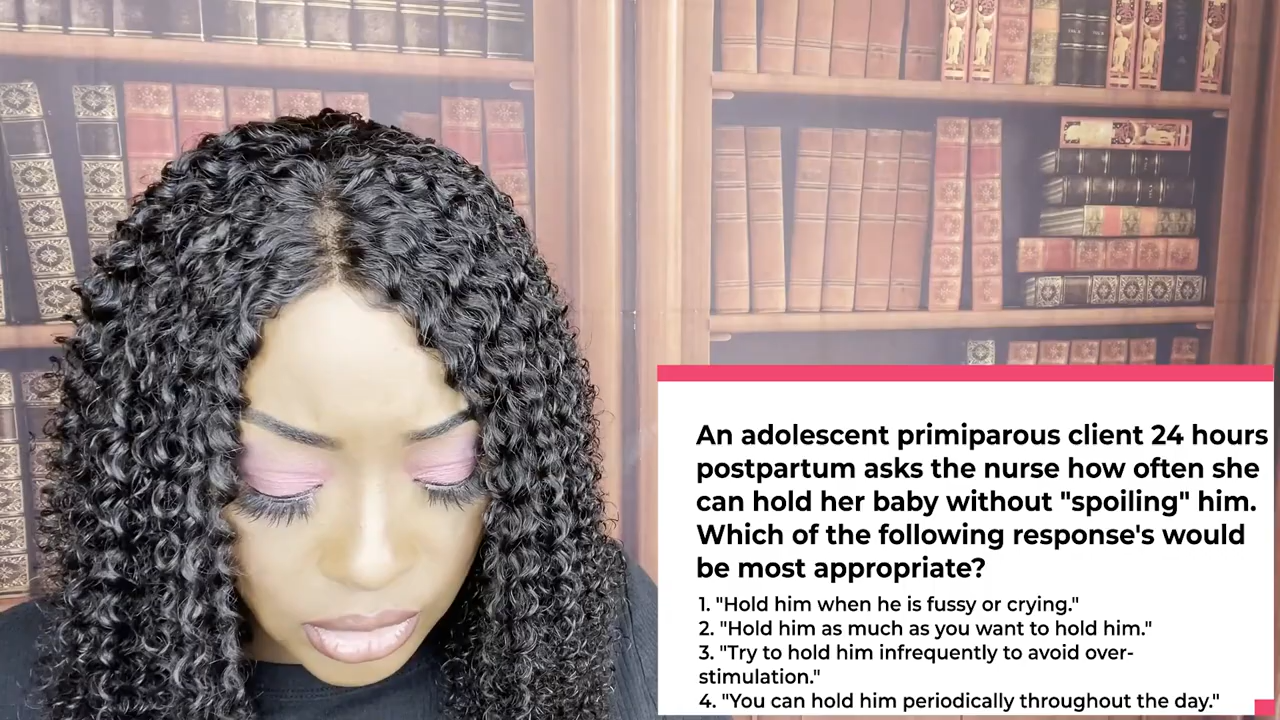 An adolescent primiparous client 24 hours
postpartum asks the nurse how often she
can hold her baby without "spoiling" him.
Which of the following response's would
be most appropriate?
1. "Hold him when he is fussy or crying."
2. "Hold him as much as you want to hold him."
3. "Try to hold him infrequently to avoid over-
stimulation."
4. "You can hold him periodically throughout the day."